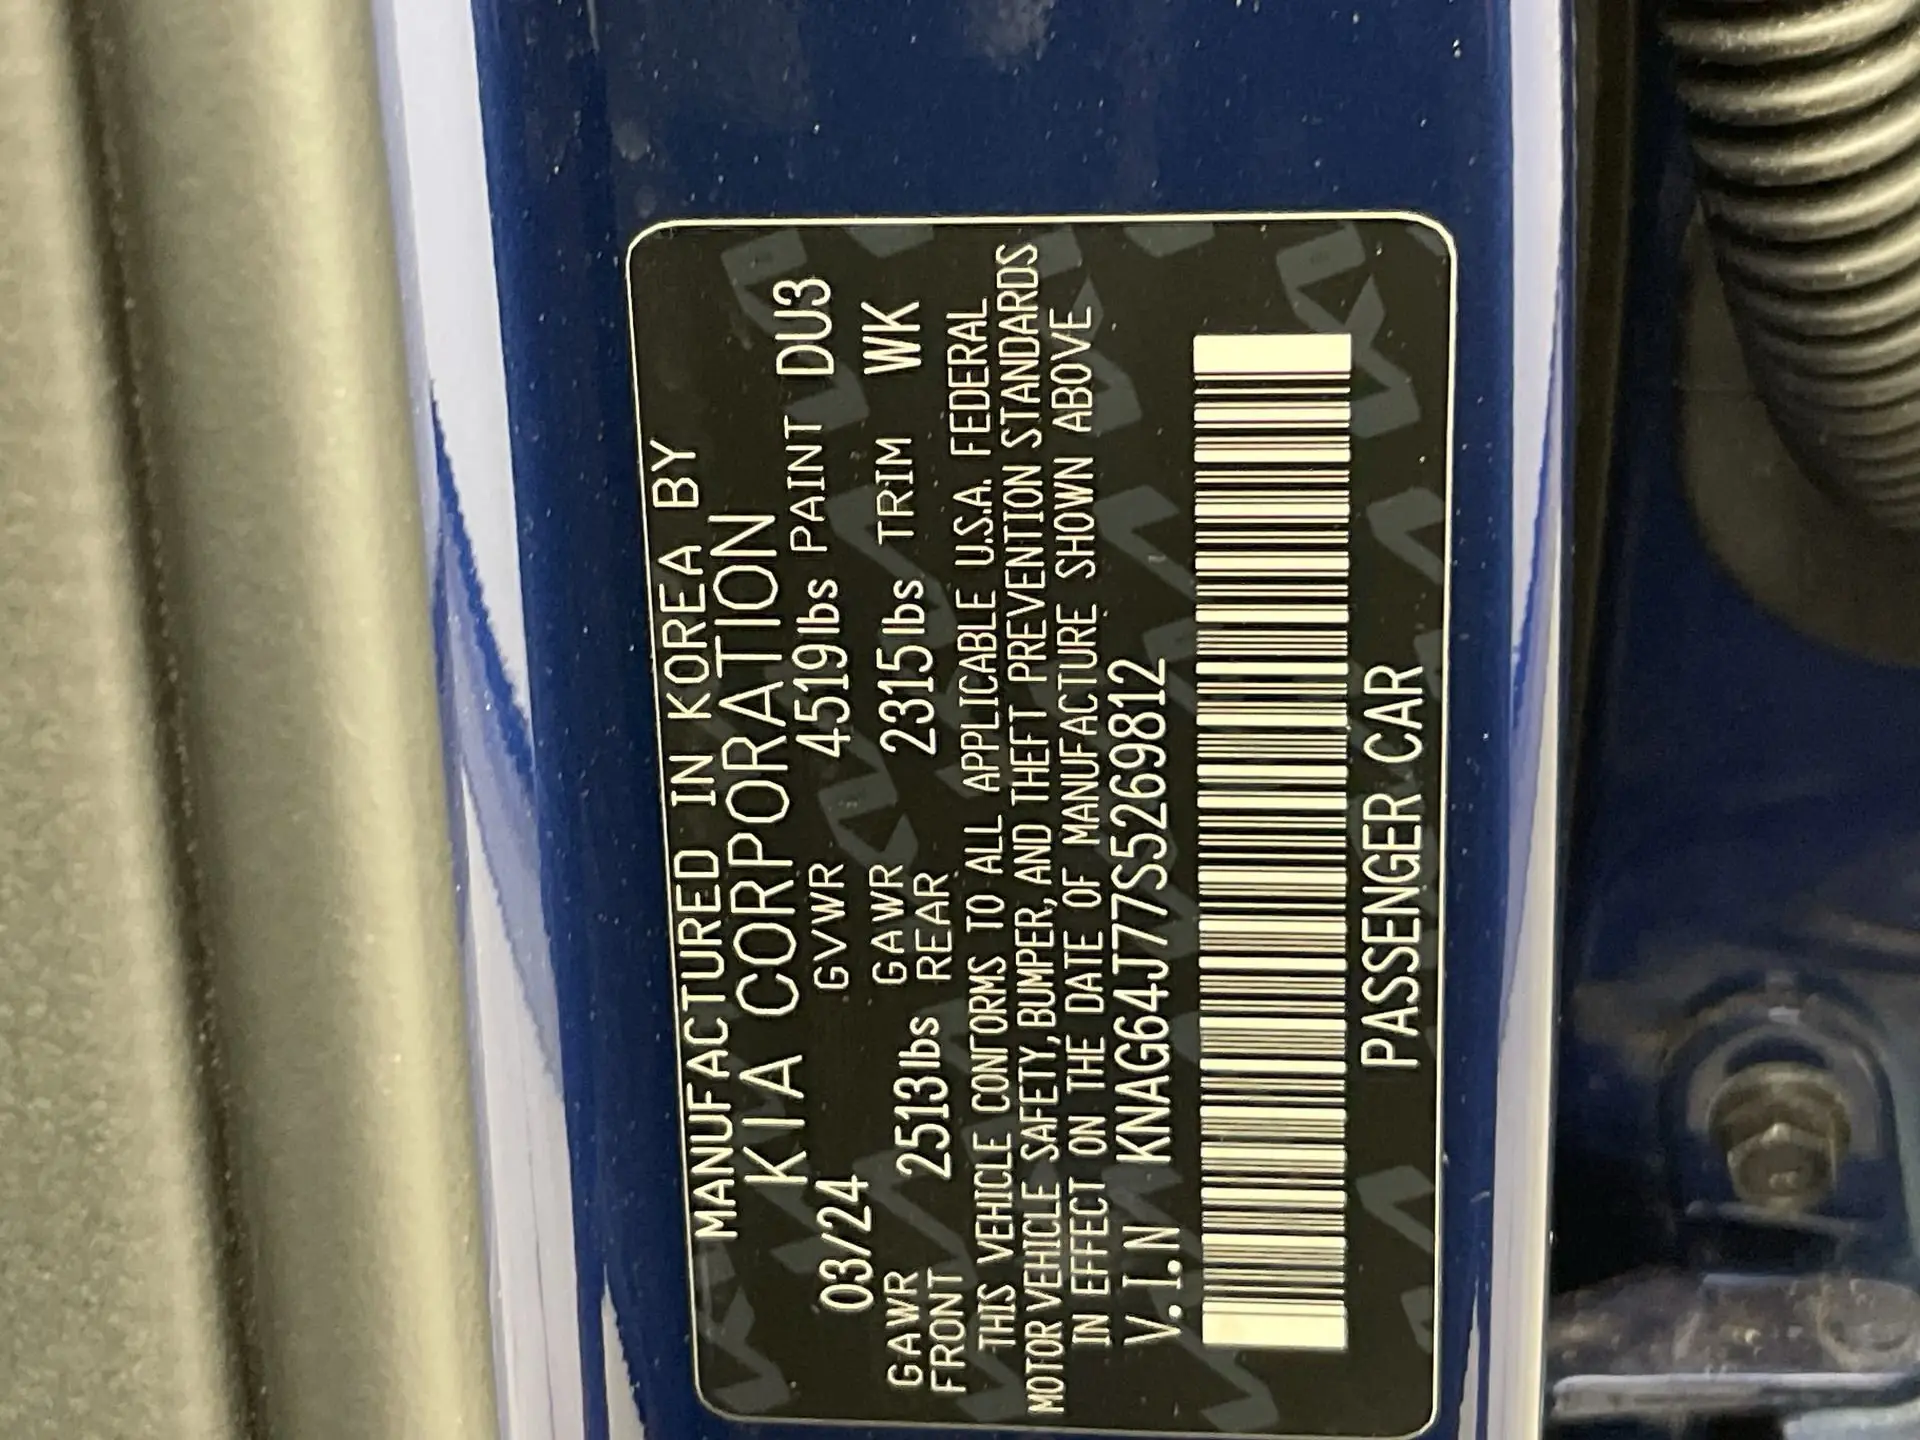 MANUFACTURED IN KOREA BY
KIA CORPORATION
03/24 GVWR 4519lbs PAINT DU3
GAWR FRONT 2513lbs GAWR REAR 2315lbs TRIM WK
THIS VEHICLE CONFORMS TO ALL APPLICABLE U.S.A. FEDERAL
MOTOR VEHICLE SAFETY, BUMPER, AND THEFT PREVENTION STANDARDS
IN EFFECT ON THE DATE OF MANUFACTURE SHOWN ABOVE
V.I.N KNAG64J77S5269812
PASSENGER CAR